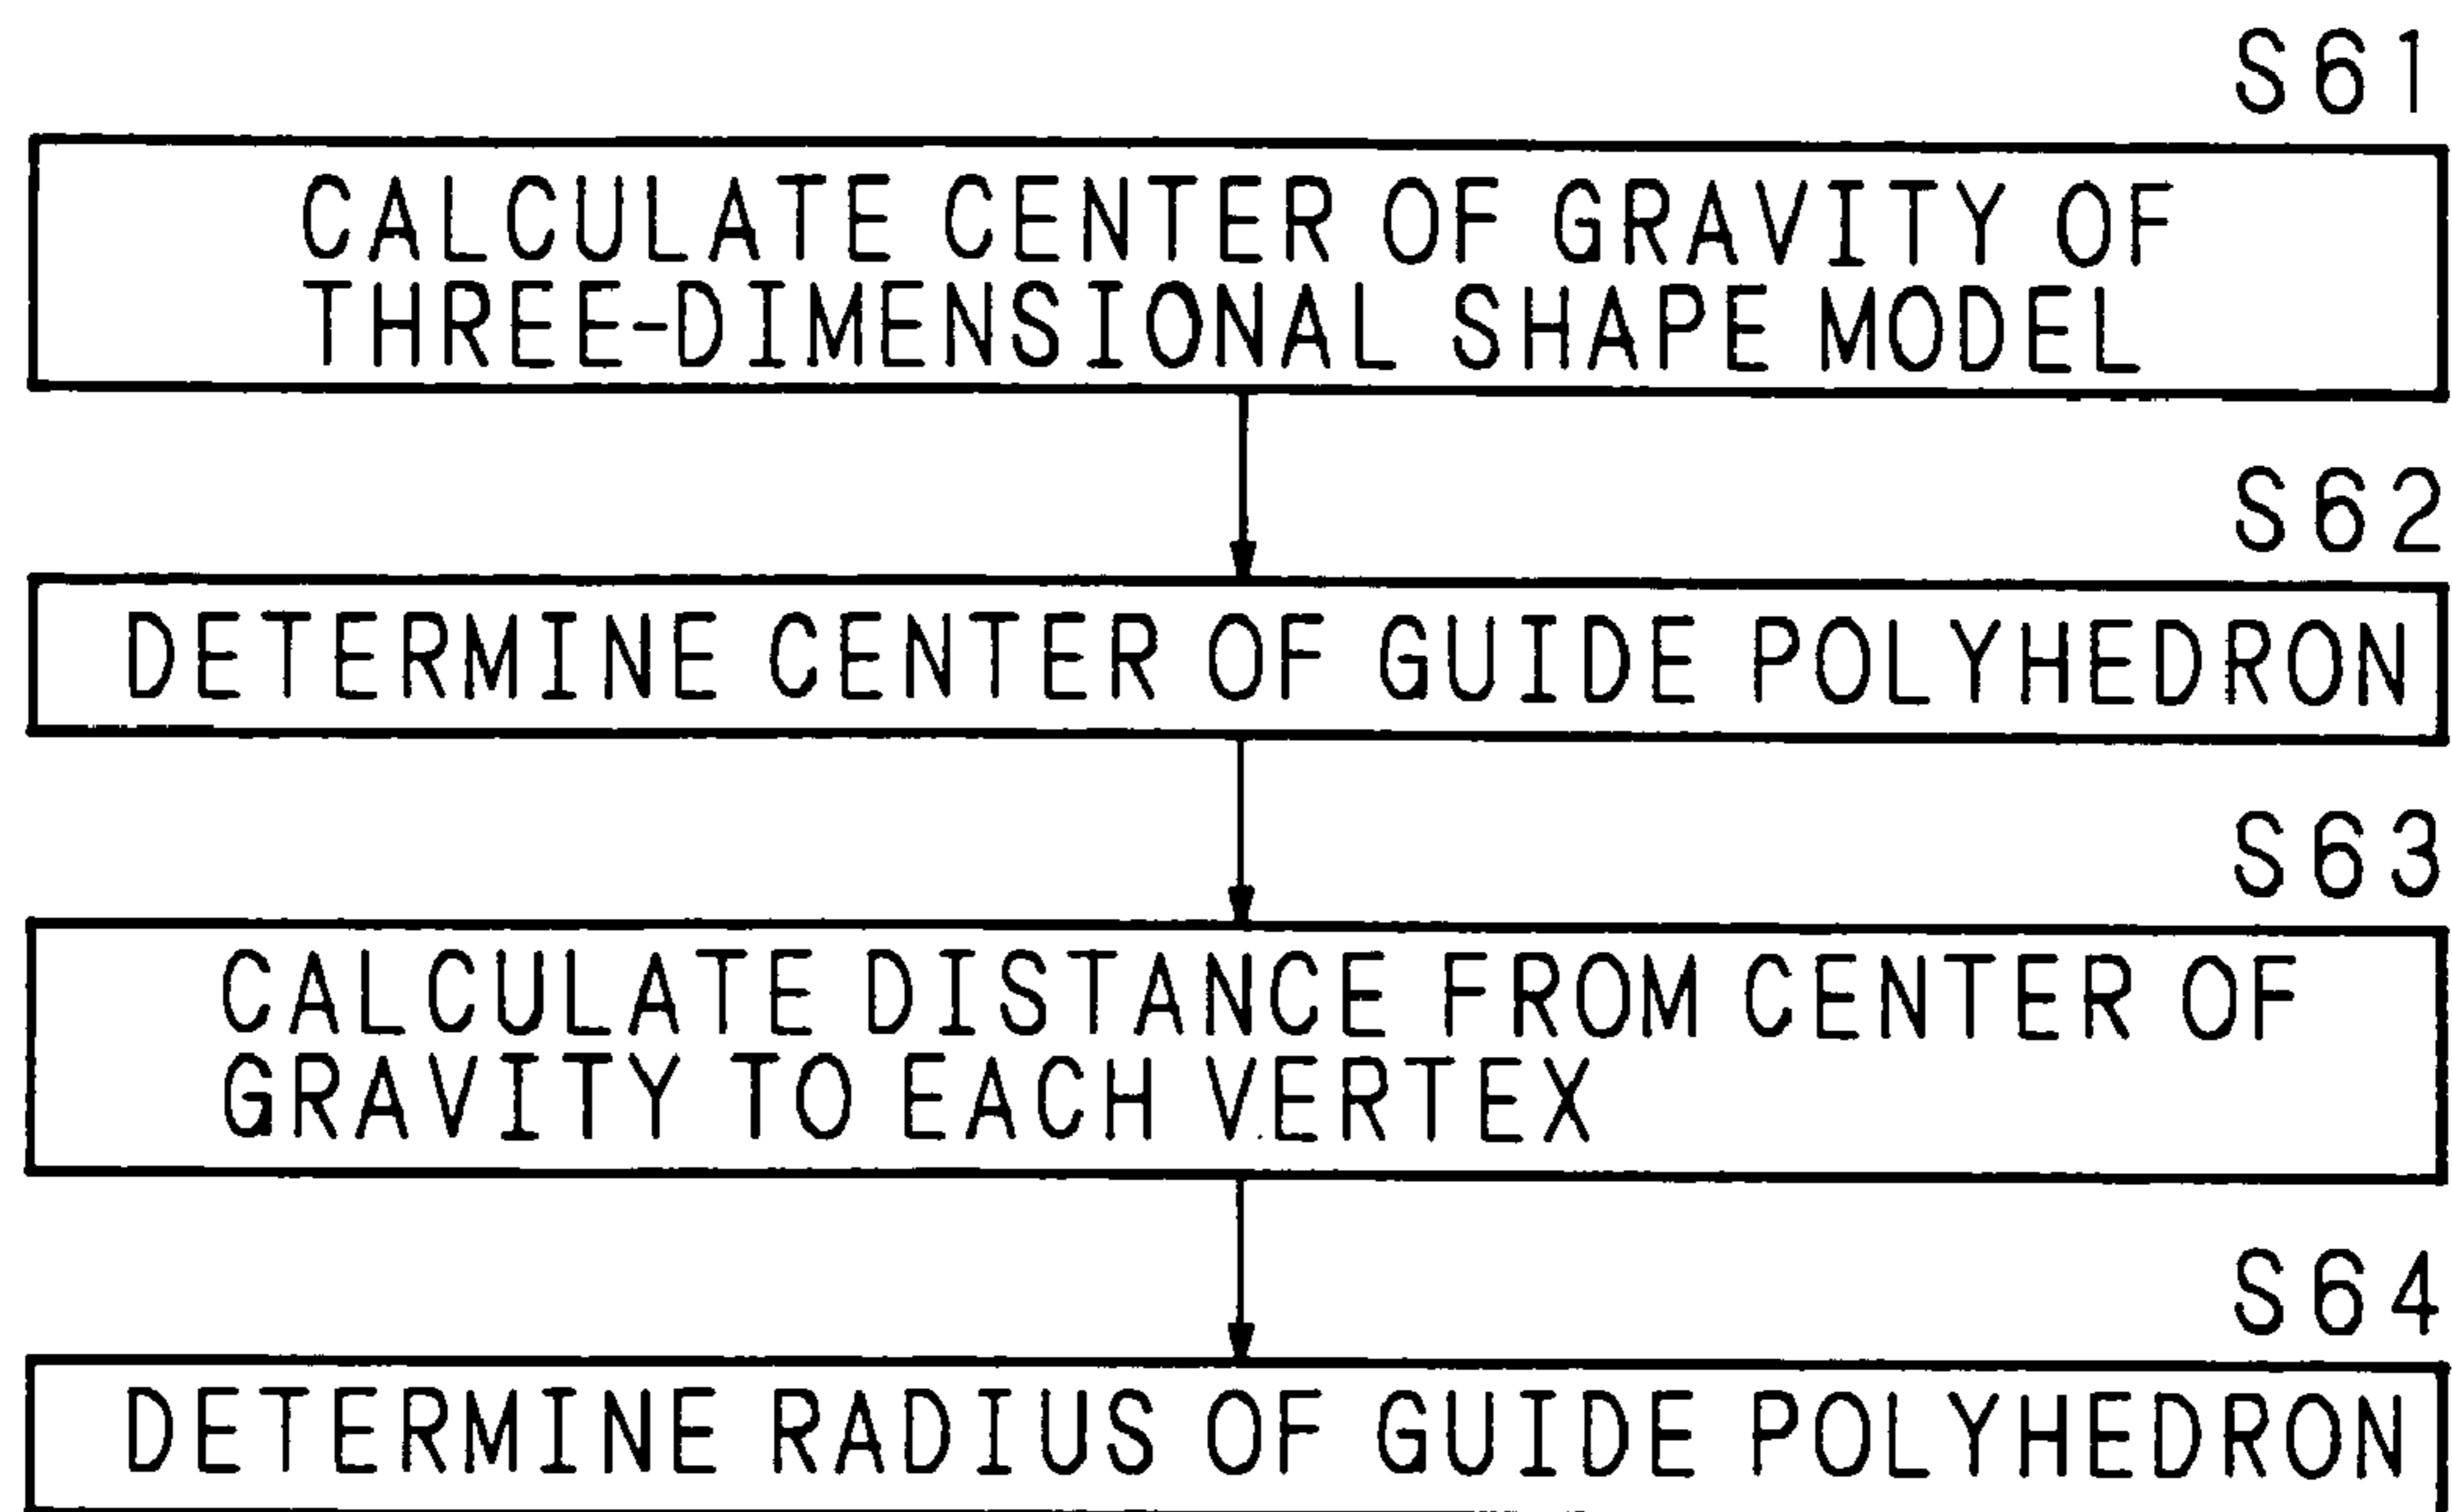 S61
CALCULATE CENTER OF GRAVITY OF
THREE-DIMENSIONAL SHAPE MODEL
S62
DETERMINE CENTER OF GUIDE POLYHEDRON
S63
CALCULATE DISTANCE FROM CENTER OF
GRAVITY TO EACH VERTEX
S64
DETERMINE RADIUS OF GUIDE POLYHEDRON